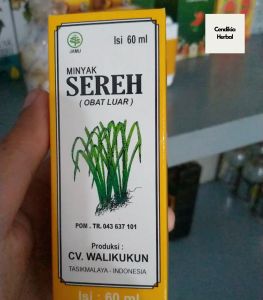 Cendikia
Herbal
JAMU
Isi 60 ml
MINYAK
SEREH
( OBAT LUAR )
POM . TR. 043 637 101
Produksi :
CV. WALIKUKUN
TASIKMALAYA - INDONESIA
Isi : 60 ml